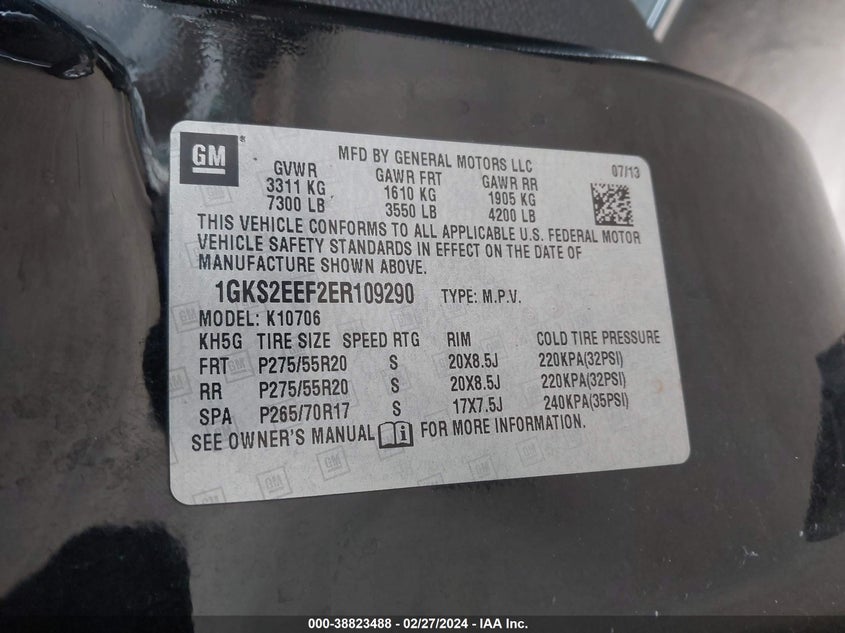 GM ®
MFD BY GENERAL MOTORS LLC 07/13
GVWR GAWR FRT GAWR RR
3311 KG 1610 KG 1905 KG
7300 LB 3550 LB 4200 LB
THIS VEHICLE CONFORMS TO ALL APPLICABLE U.S. FEDERAL MOTOR
VEHICLE SAFETY STANDARDS IN EFFECT ON THE DATE OF
MANUFACTURE SHOWN ABOVE.
1GKS2EEF2ER109290 TYPE: M.P.V.
MODEL: K10706
KH5G TIRE SIZE SPEED RTG RIM COLD TIRE PRESSURE
FRT P275/55R20 S 20X8.5J 220KPA(32PSI)
RR P275/55R20 S 20X8.5J 220KPA(32PSI)
SPA P265/70R17 S 17X7.5J 240KPA(35PSI)
SEE OWNER'S MANUAL FOR MORE INFORMATION.
000-38823488 - 02/27/2024 - IAA Inc.